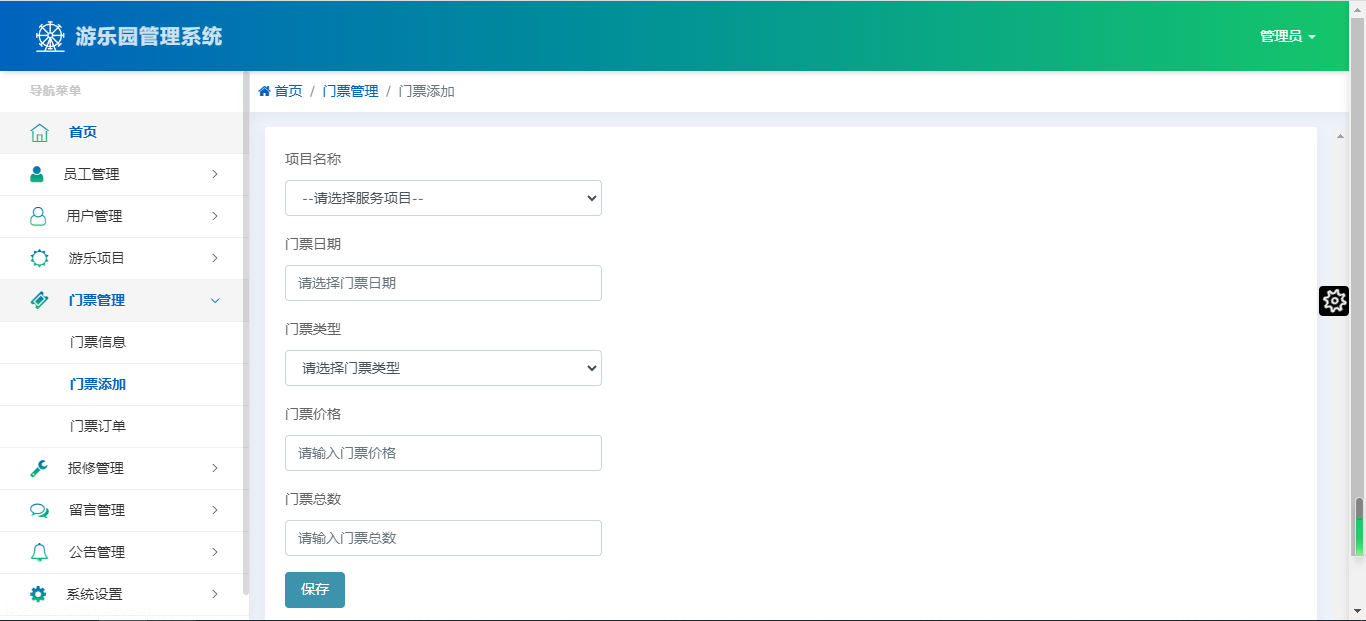 游乐园管理系统
管理员
导航菜单
首页
员工管理
用户管理
游乐项目
门票管理
门票信息
门票添加
门票订单
报修管理
留言管理
公告管理
系统设置
首页 / 门票管理 / 门票添加
项目名称
--请选择服务项目--
门票日期
请选择门票日期
门票类型
请选择门票类型
门票价格
请输入门票价格
门票总数
请输入门票总数
保存